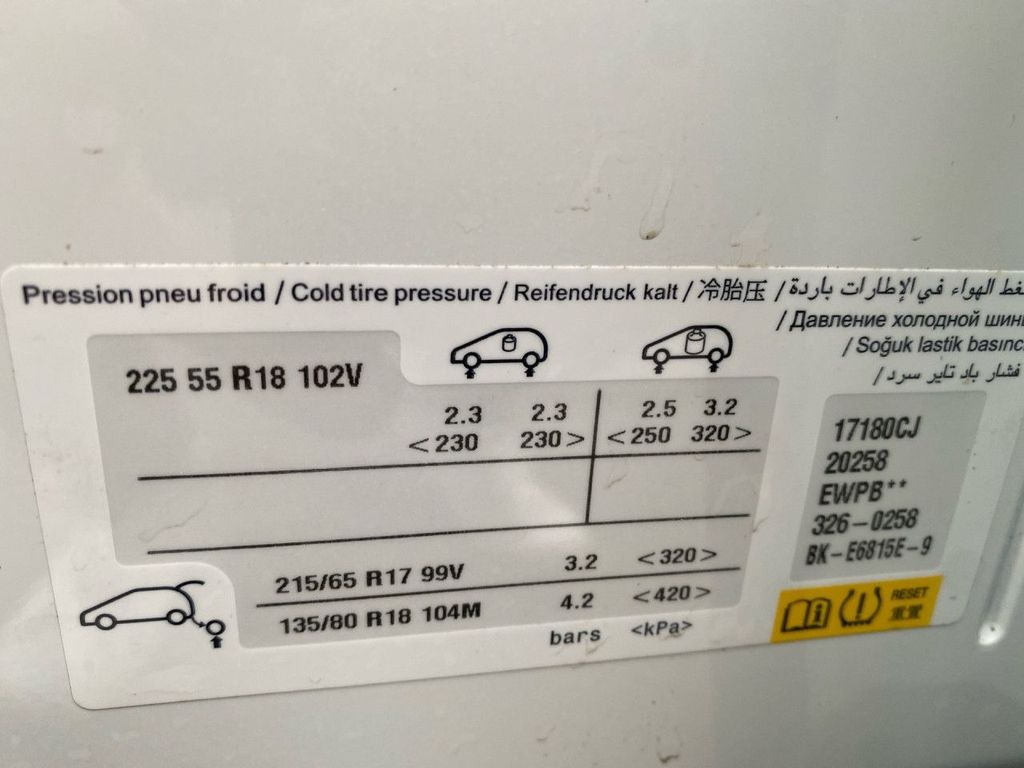 Pression pneu froid / Cold tire pressure / Reifendruck kalt / 冷胎压 / ضغط الهواء في الإطارات باردة
/ Давление холодной шин
/ Soğuk lastik basınc
/ فشار باد تایر سرد
225 55 R18 102V
2.3 2.3 2.5 3.2
<230 230> <250 320>
215/65 R17 99V 3.2 <320>
135/80 R18 104M 4.2 <420>
bars <kPa>
17180CJ
20258
EWPB**
326-0258
BK-E6815E-9
i
! RESET
重置